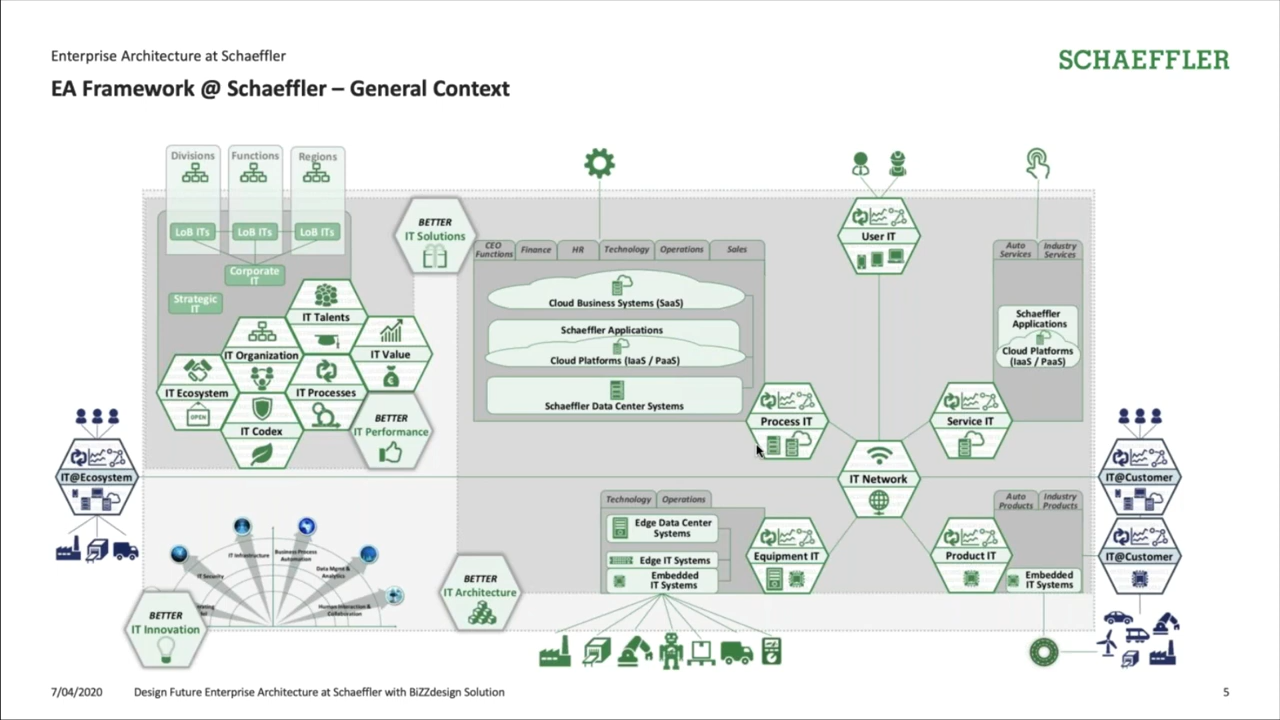 Enterprise Architecture at Schaeffler
SCHAEFFLER
EA Framework @ Schaeffler – General Context
Divisions
Functions
Regions
LoB ITs
LoB ITs
LoB ITs
Corporate
IT
Strategic
IT
BETTER
IT Solutions
IT Talents
IT Organization
IT Value
IT Ecosystem
IT Processes
OPEN
IT Codex
BETTER
IT Performance
CEO
Functions
Finance
HR
Technology
Operations
Sales
Cloud Business Systems (SaaS)
Schaeffler Applications
Cloud Platforms (IaaS / PaaS)
Schaeffler Data Center Systems
User IT
Auto
Services
Industry
Services
Schaeffler
Applications
Cloud Platforms
(IaaS / PaaS)
Process IT
Service IT
IT Network
IT@Ecosystem
IT@Customer
IT@Customer
Technology
Operations
Edge Data Center
Systems
Edge IT Systems
Embedded
IT Systems
Equipment IT
Product IT
Auto
Products
Industry
Products
Embedded
IT Systems
IT Security
IT Infrastructure
Business Process
Automation
Data Mgmt &
Analytics
Human Interaction &
Collaboration
BETTER
IT Innovation
BETTER
IT Architecture
7/04/2020
Design Future Enterprise Architecture at Schaeffler with BiZZdesign Solution
5